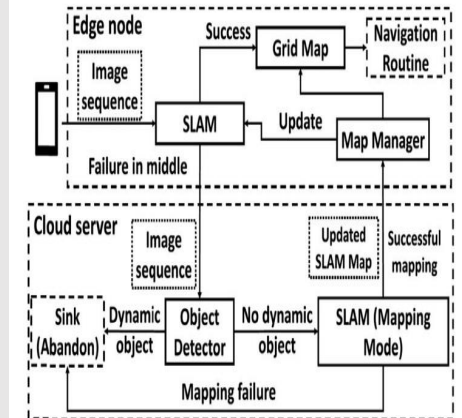 Edge node
Image
sequence
Success
Grid Map
Navigation
Routine
SLAM
Update
Map Manager
Failure in middle
Cloud server
Image
sequence
Updated
SLAM Map
Successful
mapping
Sink
(Abandon)
Dynamic
object
Object
Detector
No dynamic
object
SLAM (Mapping
Mode)
Mapping failure